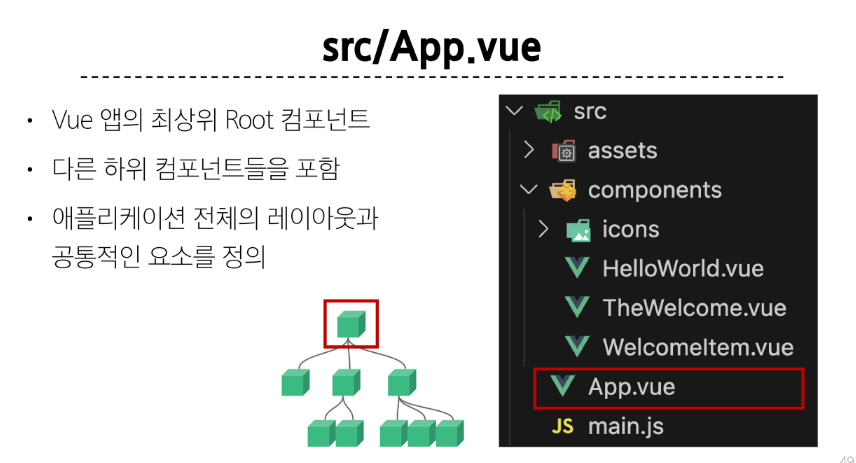 src/App.vue
• Vue 앱의 최상위 Root 컴포넌트
• 다른 하위 컴포넌트들을 포함
• 애플리케이션 전체의 레이아웃과
공통적인 요소를 정의
src
assets
components
icons
HelloWorld.vue
TheWelcome.vue
WelcomeItem.vue
App.vue
JS main.js
49